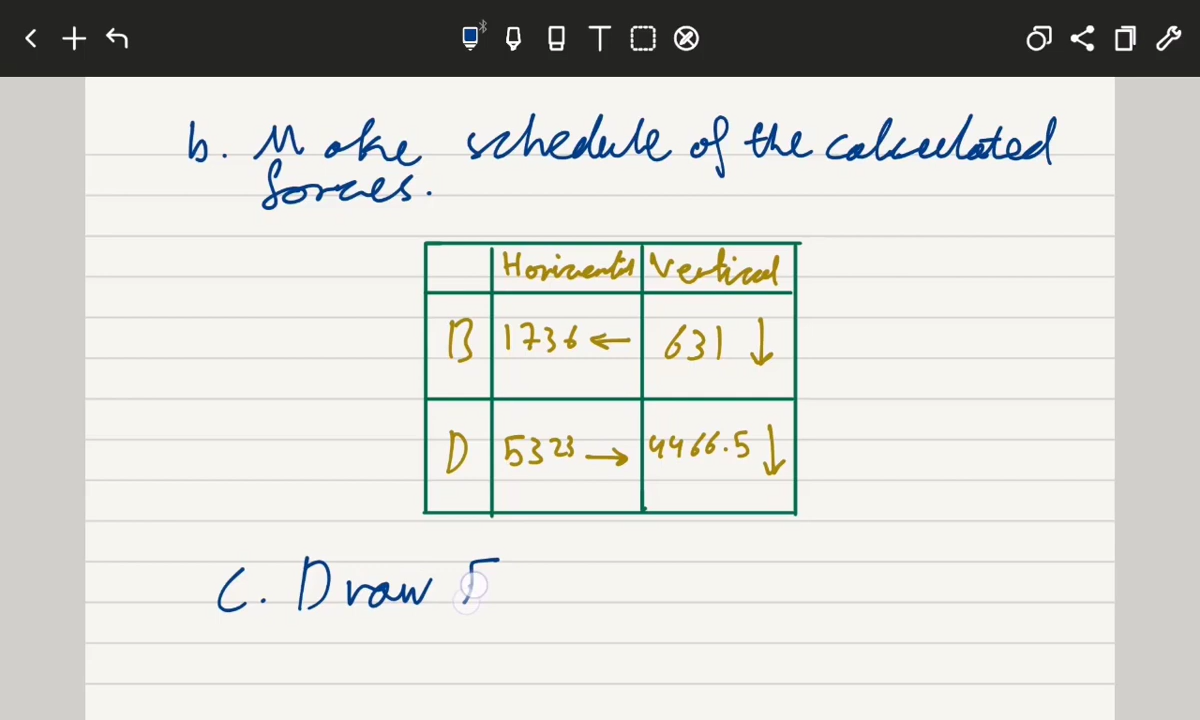 b. Make schedule of the calculated
forces.
Horizontal Vertical
B 1736 ← 631 ↓
D 5323 → 4466.5 ↓
C. Draw F